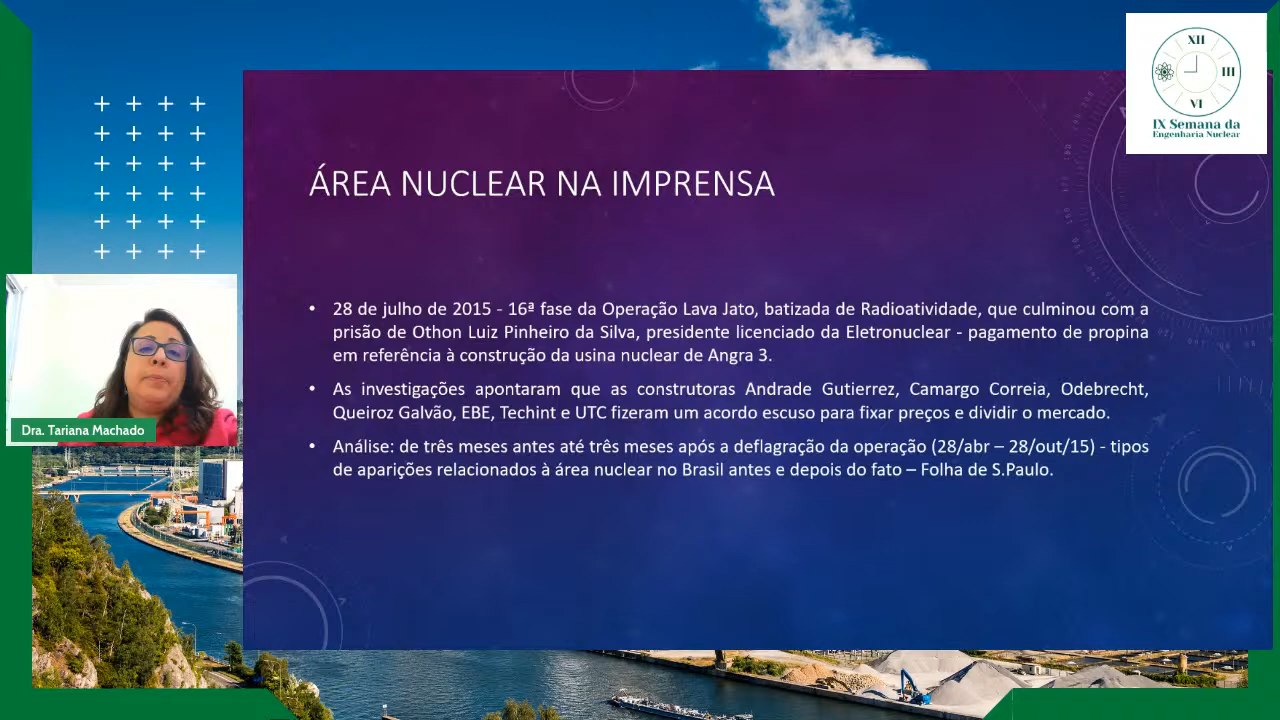 XII
III
VI
IX Semana da
Engenharia Nuclear
ÁREA NUCLEAR NA IMPRENSA
• 28 de julho de 2015 - 16ª fase da Operação Lava Jato, batizada de Radioatividade, que culminou com a
prisão de Othon Luiz Pinheiro da Silva, presidente licenciado da Eletronuclear - pagamento de propina
em referência à construção da usina nuclear de Angra 3.
• As investigações apontaram que as construtoras Andrade Gutierrez, Camargo Correia, Odebrecht,
Queiroz Galvão, EBE, Techint e UTC fizeram um acordo escuso para fixar preços e dividir o mercado.
• Análise: de três meses antes até três meses após a deflagração da operação (28/abr – 28/out/15) - tipos
de aparições relacionados à área nuclear no Brasil antes e depois do fato – Folha de S.Paulo.
Dra. Tariana Machado